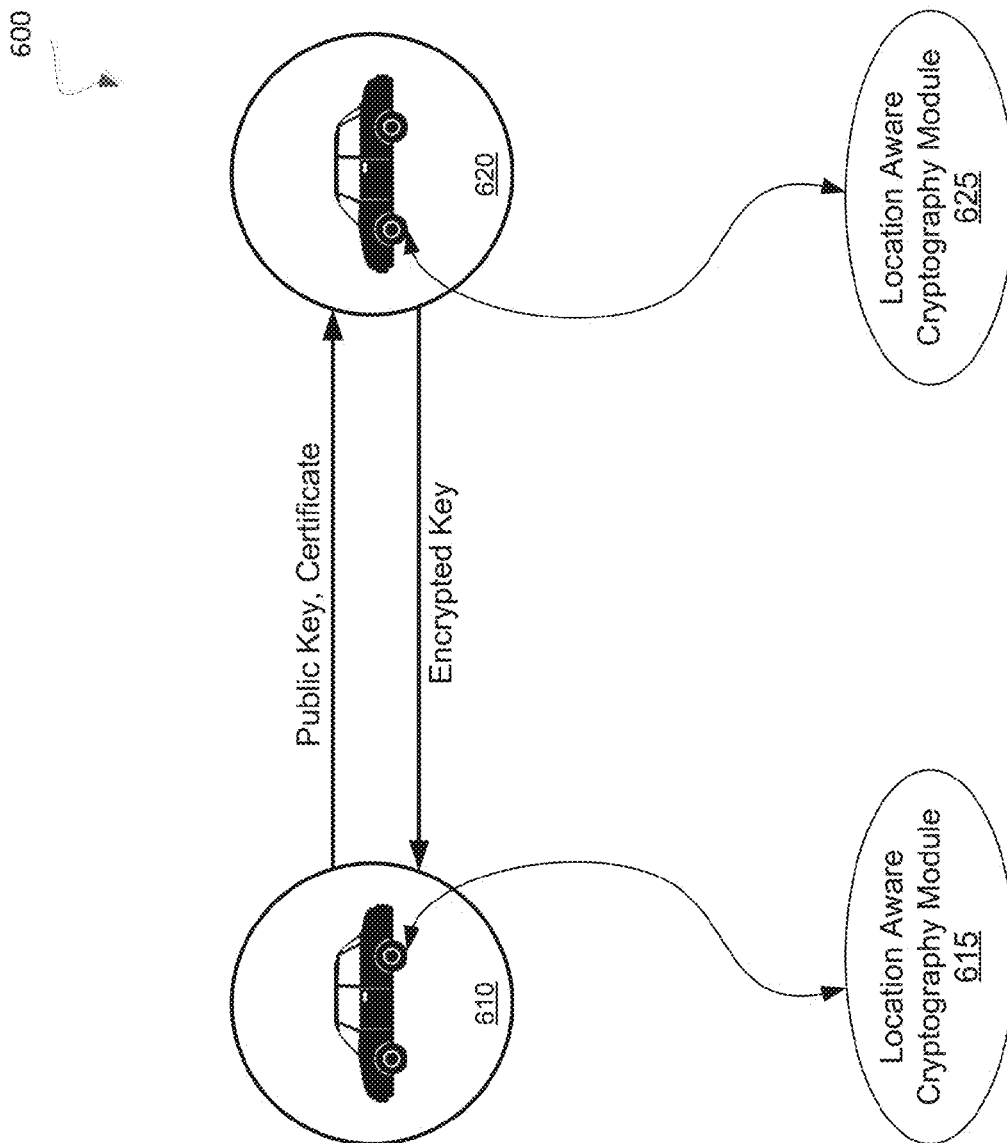 600
Public Key, Certificate
Encrypted Key
610
620
Location Aware
Cryptography Module
615
Location Aware
Cryptography Module
625